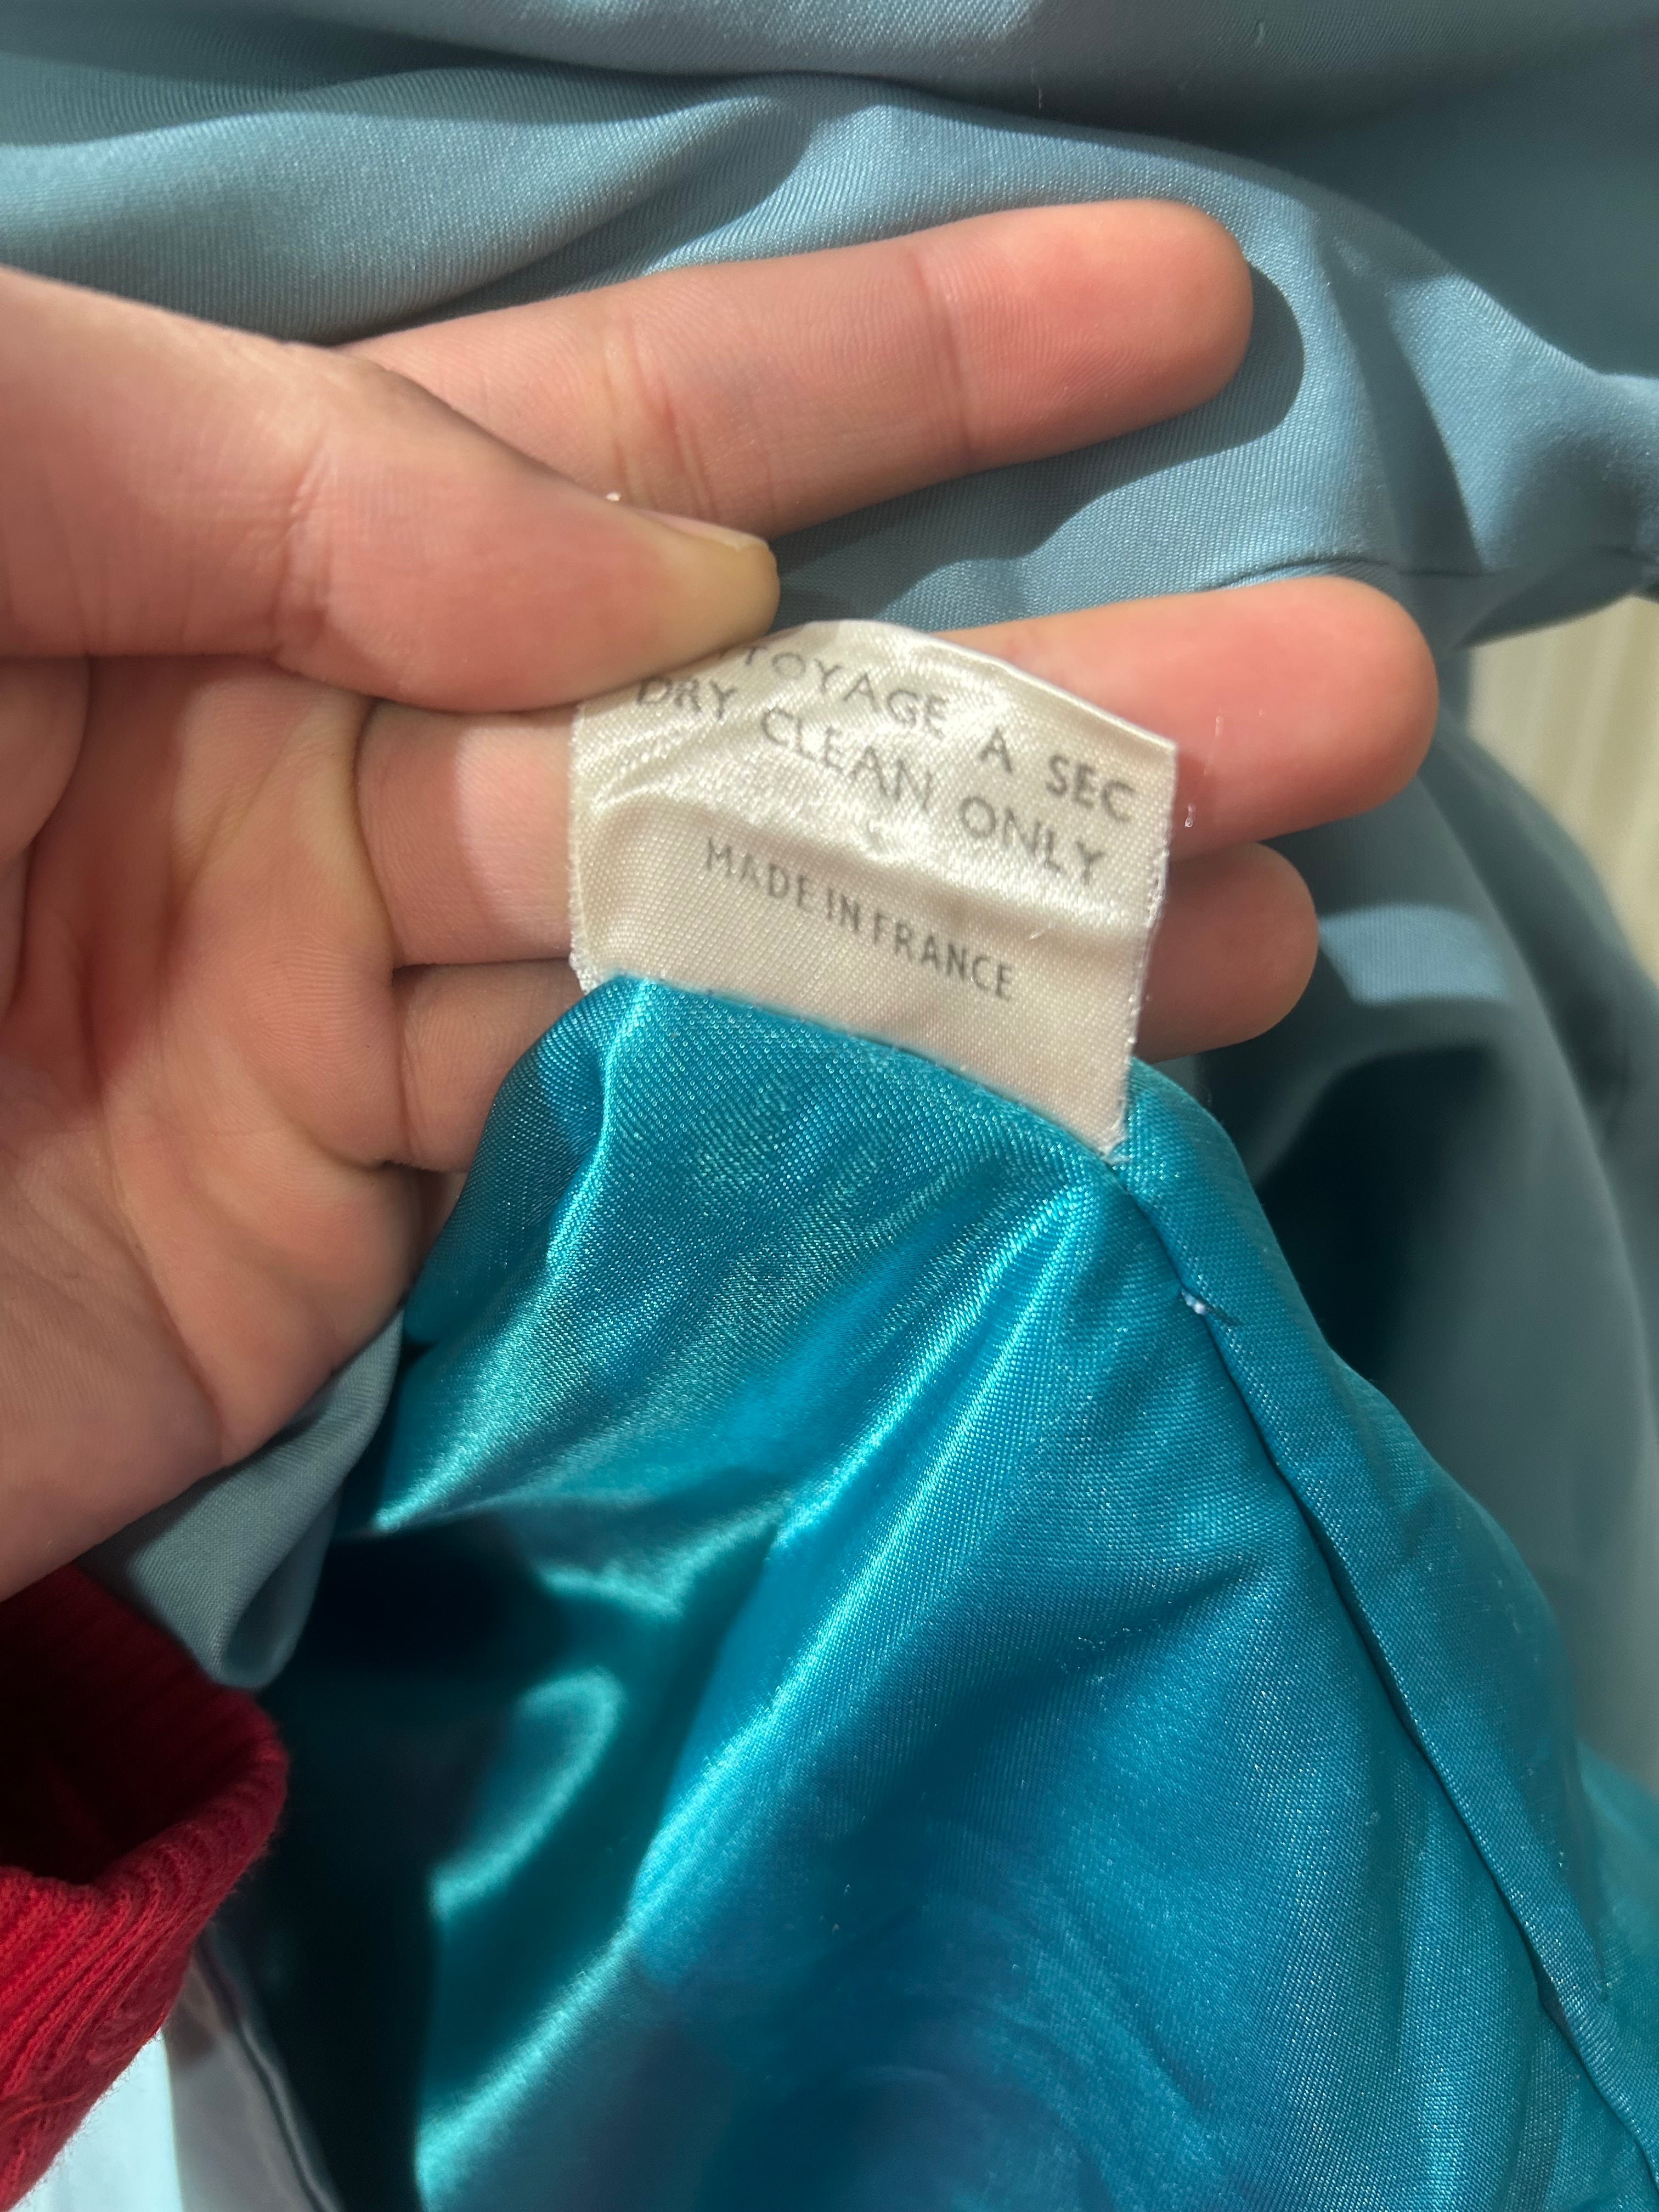 TOYAGE A SEC
DRY CLEAN ONLY
MADE IN FRANCE